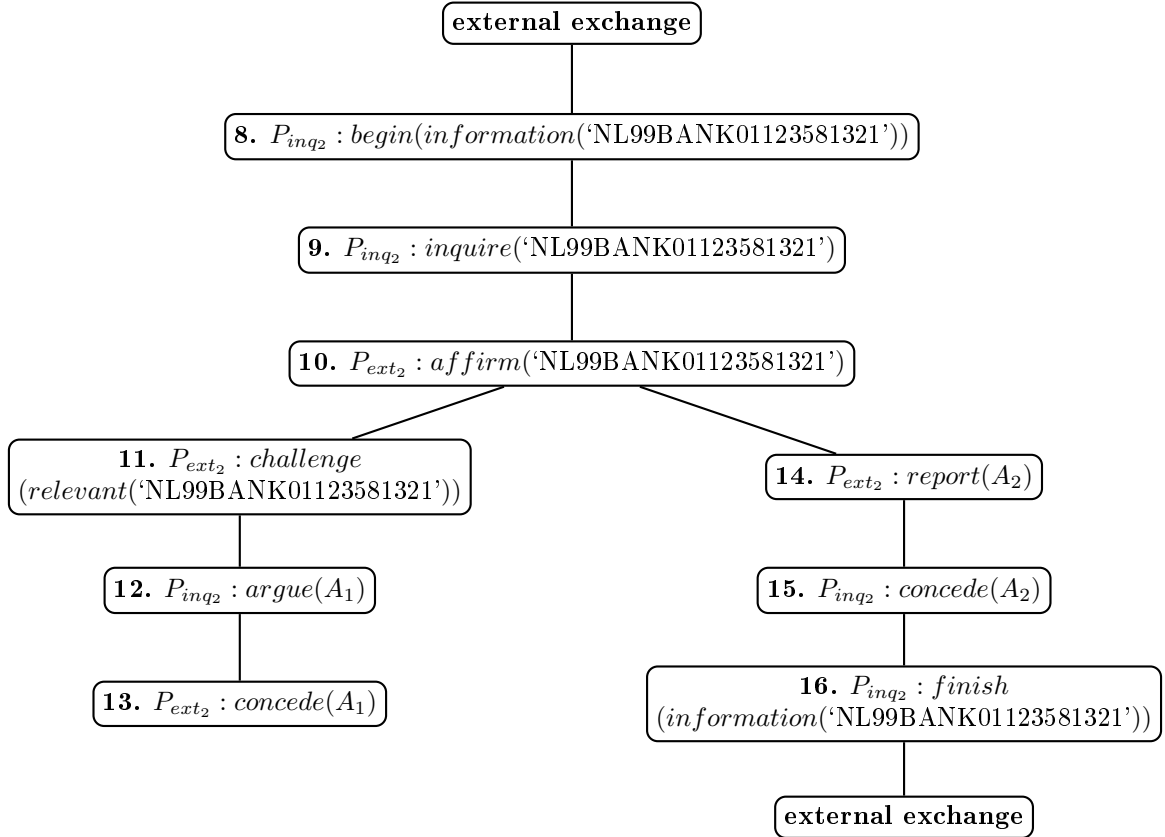 external exchange
8. P_inq₂ : begin(information(‘NL99BANK01123581321’))
9. P_inq₂ : inquire(‘NL99BANK01123581321’)
10. P_ext₂ : affirm(‘NL99BANK01123581321’)
11. P_ext₂ : challenge
(relevant(‘NL99BANK01123581321’))
12. P_inq₂ : argue(A₁)
13. P_ext₂ : concede(A₁)
14. P_ext₂ : report(A₂)
15. P_inq₂ : concede(A₂)
16. P_inq₂ : finish
(information(‘NL99BANK01123581321’))
external exchange